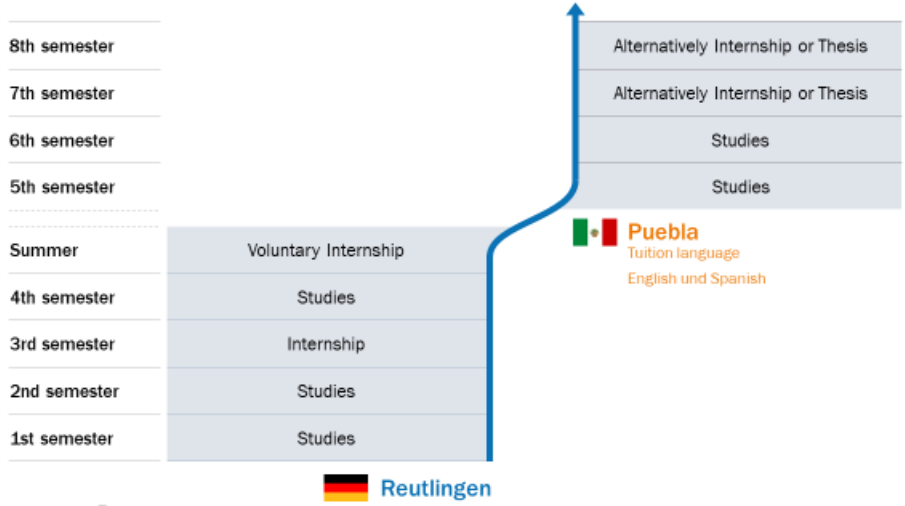 8th semester Alternatively Internship or Thesis
7th semester Alternatively Internship or Thesis
6th semester Studies
5th semester Studies
Puebla
Tuition language
English und Spanish
Summer Voluntary Internship
4th semester Studies
3rd semester Internship
2nd semester Studies
1st semester Studies
Reutlingen